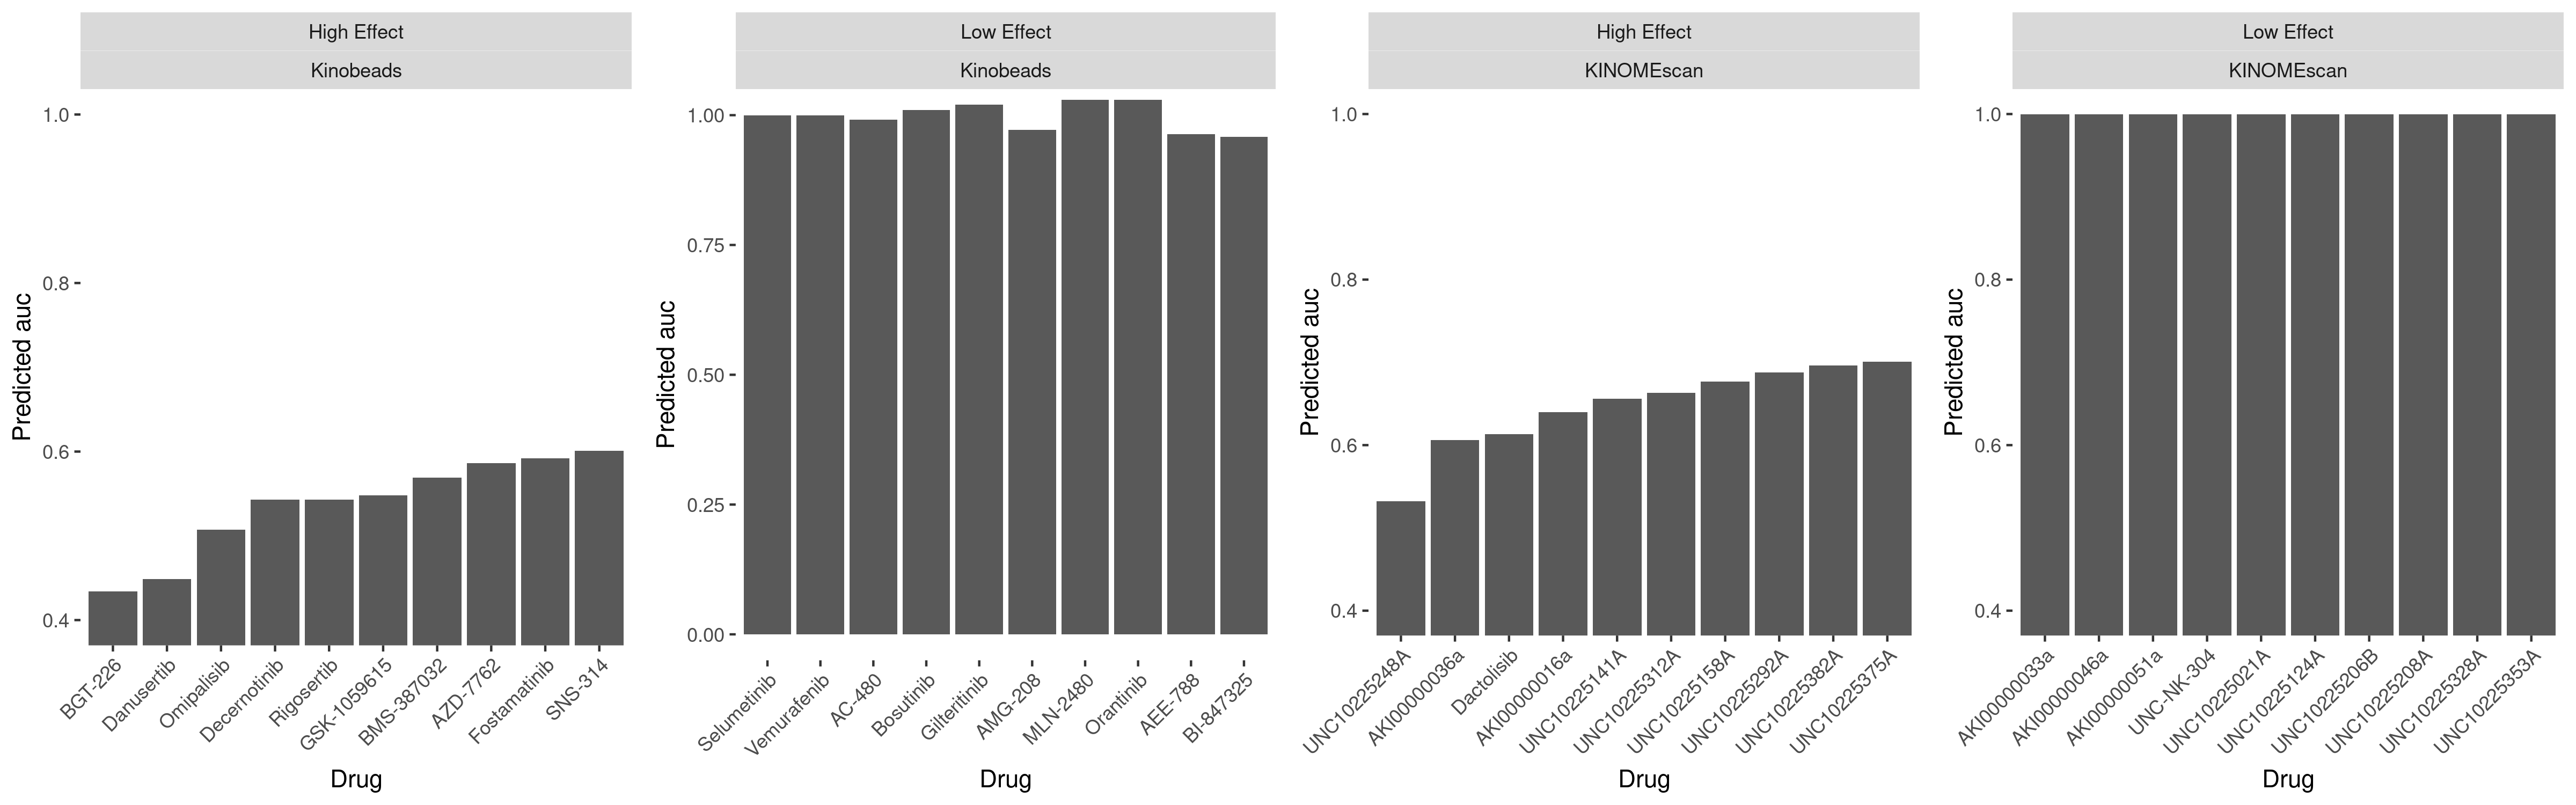 High Effect
Kinobeads
1.0
0.8
0.6
0.4
Predicted auc
BGT-226
Danusertib
Omipalisib
Decernotinib
Rigosertib
GSK-1059615
BMS-387032
AZD-7762
Fostamatinib
SNS-314
Drug
Low Effect
Kinobeads
1.00
0.75
0.50
0.25
0.00
Predicted auc
Selumetinib
Vemurafenib
AC-480
Bosutinib
Gilteritinib
AMG-208
MLN-2480
Orantinib
AEE-788
BI-847325
Drug
High Effect
KINOMEscan
1.0
0.8
0.6
0.4
Predicted auc
UNC10225248A
AKI00000036a
Dactolisib
AKI00000016a
UNC10225141A
UNC10225312A
UNC10225158A
UNC10225292A
UNC10225382A
UNC10225375A
Drug
Low Effect
KINOMEscan
1.0
0.8
0.6
0.4
Predicted auc
AKI00000033a
AKI00000046a
AKI00000051a
UNC-NK-304
UNC10225021A
UNC10225124A
UNC10225206B
UNC10225208A
UNC10225328A
UNC10225353A
Drug